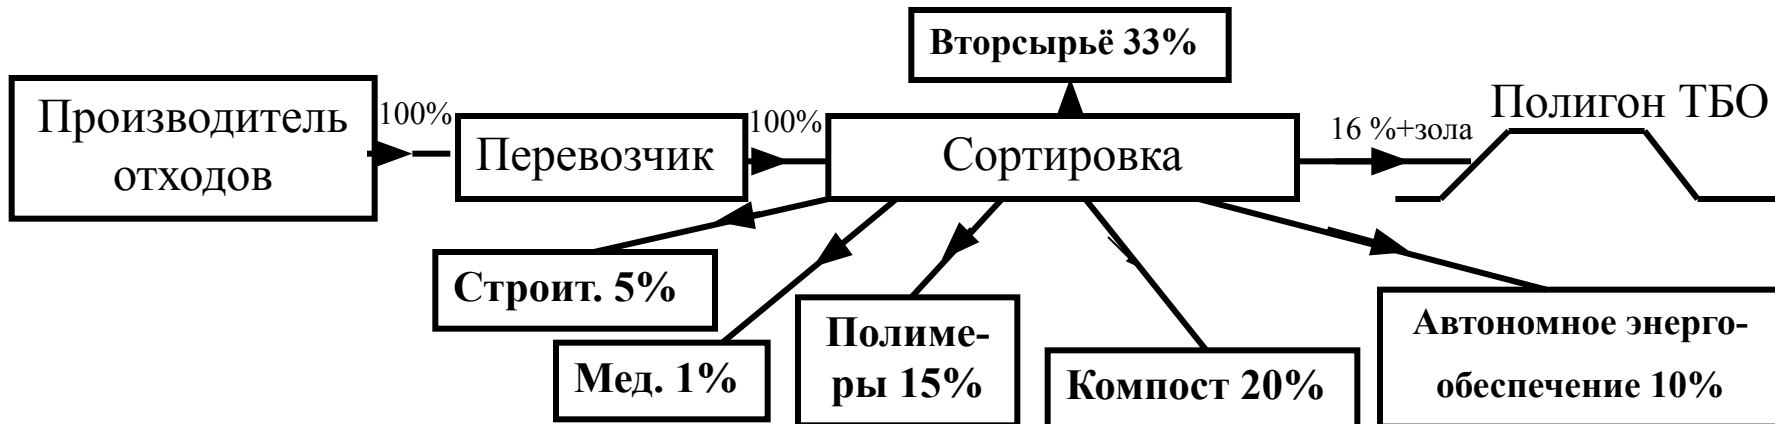 Вторсырьё 33%
Производитель
отходов
100%
Перевозчик
100%
Сортировка
16 %+зола
Полигон ТБО
Строит. 5%
Мед. 1%
Полиме-
ры 15%
Компост 20%
Автономное энерго-
обеспечение 10%